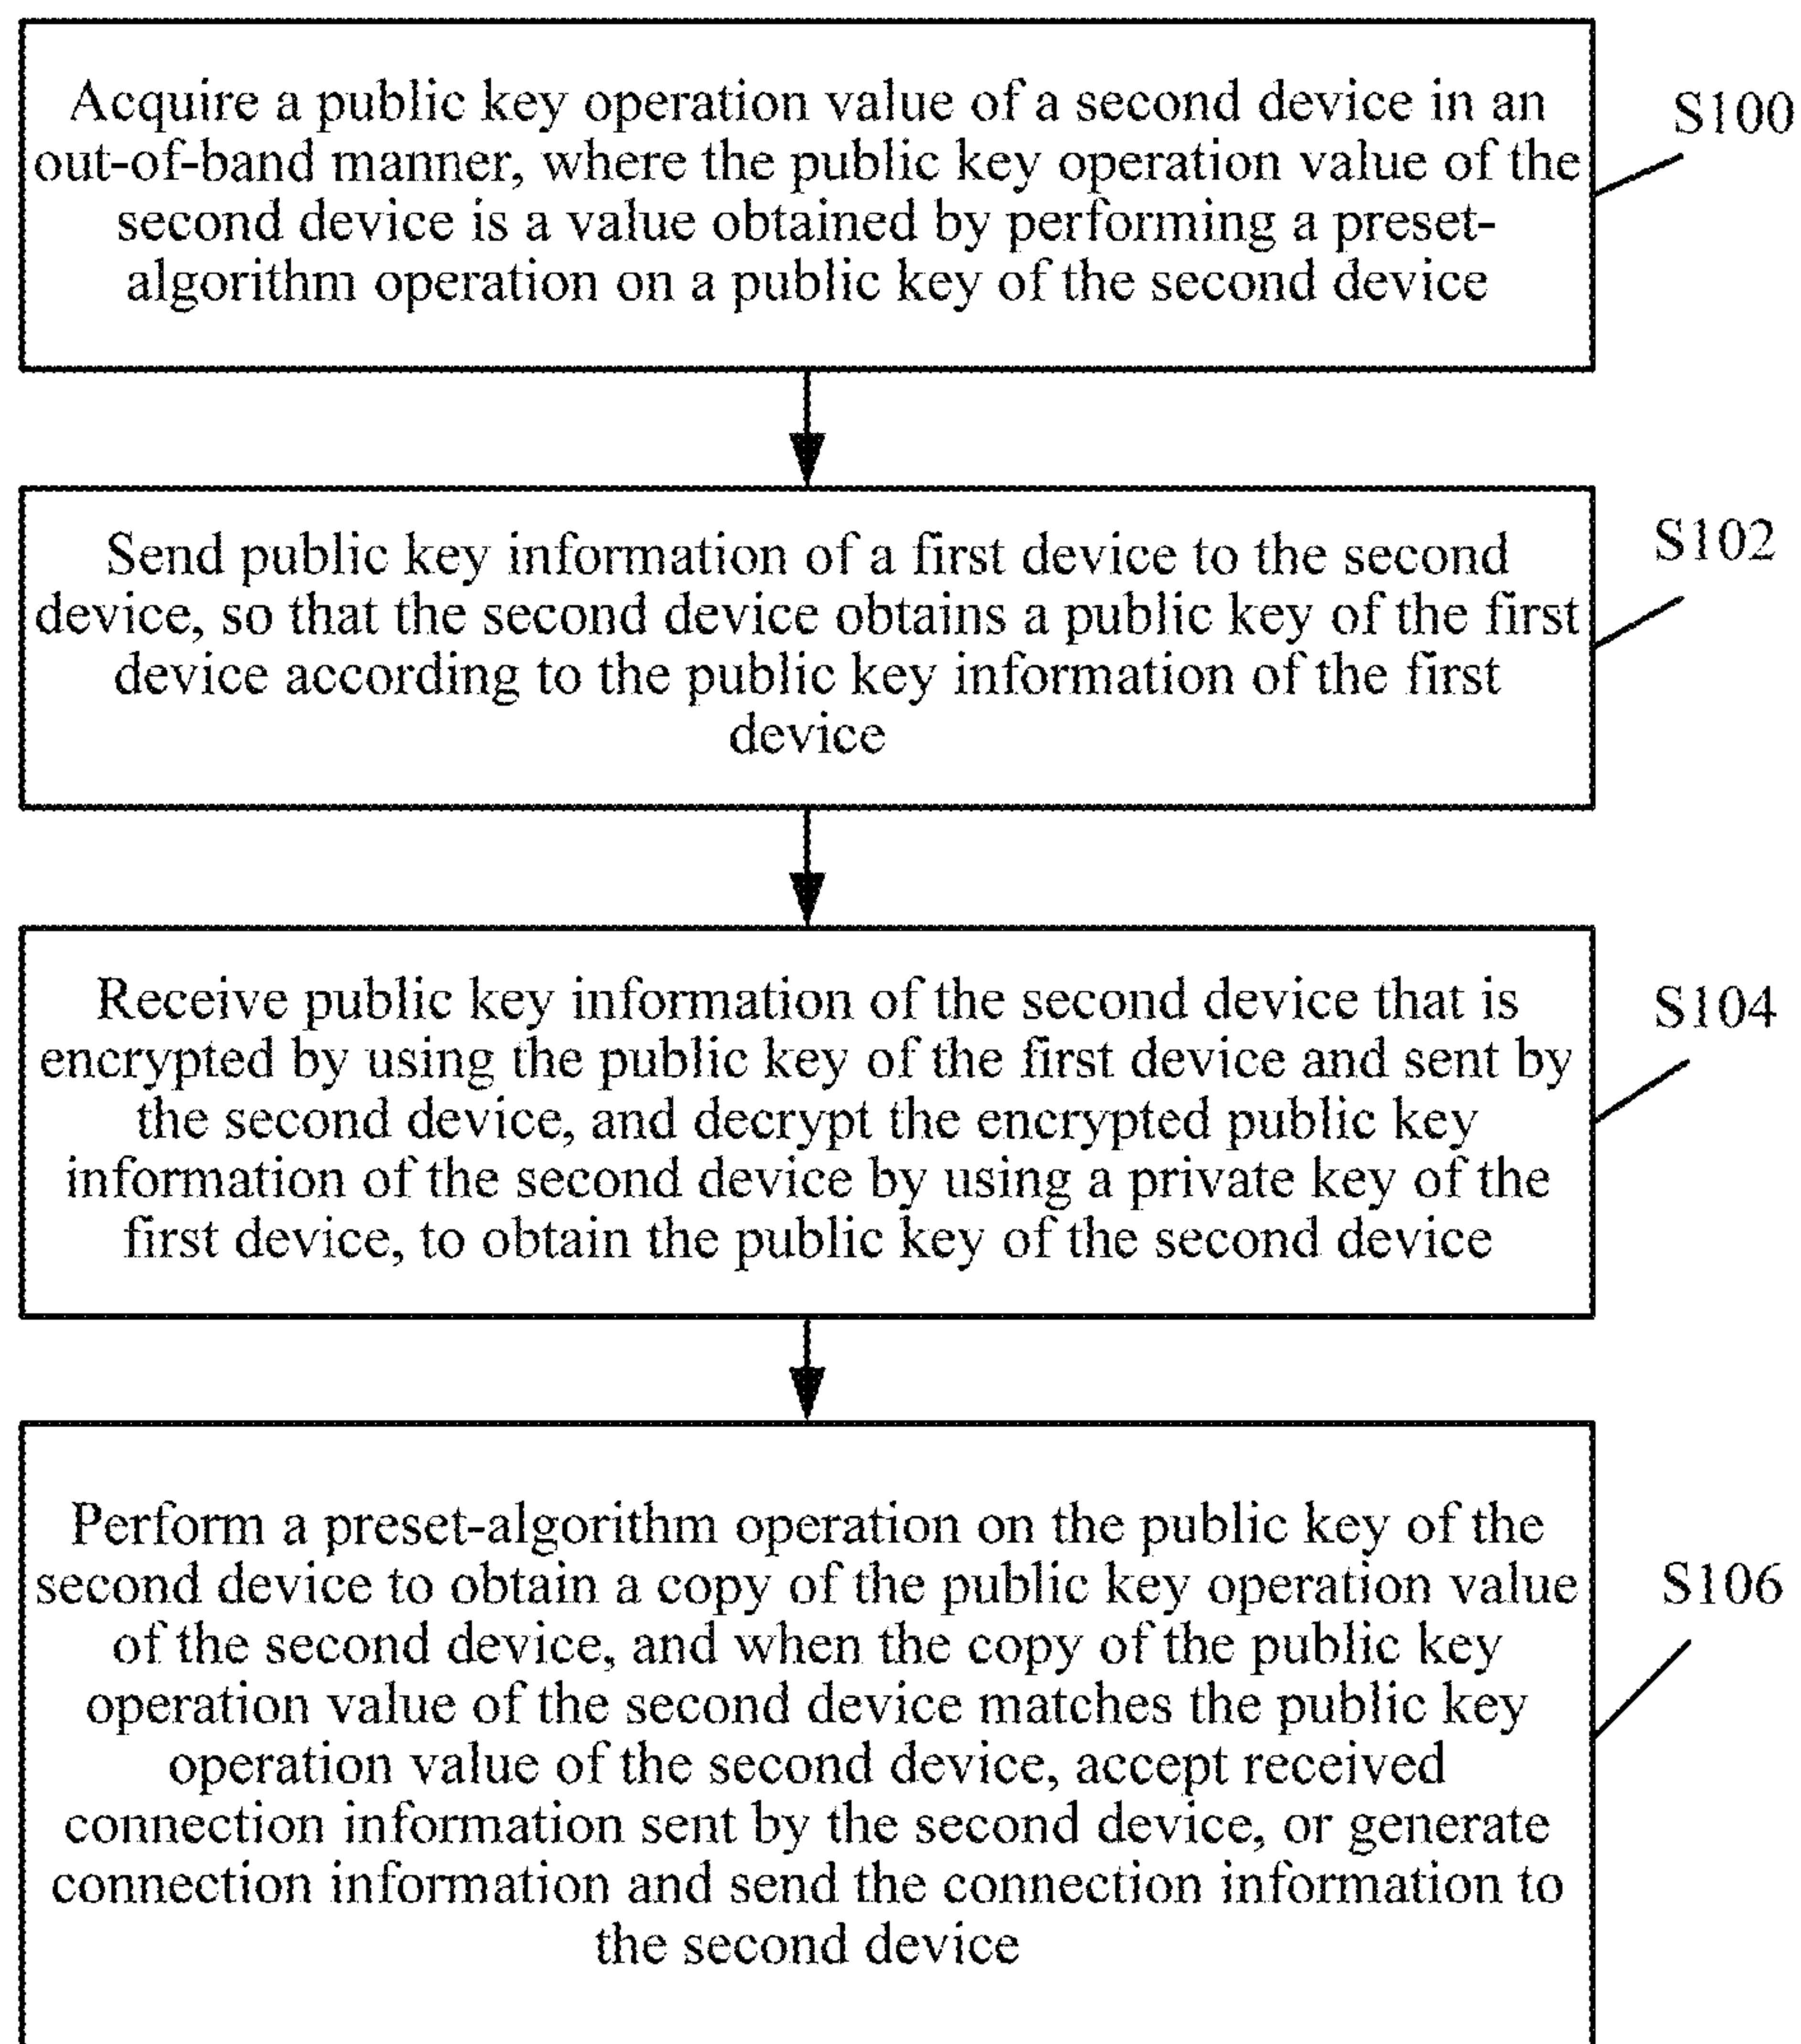 Acquire a public key operation value of a second device in an
out-of-band manner, where the public key operation value of the
second device is a value obtained by performing a preset-
algorithm operation on a public key of the second device
S100
Send public key information of a first device to the second
device, so that the second device obtains a public key of the first
device according to the public key information of the first
device
S102
Receive public key information of the second device that is
encrypted by using the public key of the first device and sent by
the second device, and decrypt the encrypted public key
information of the second device by using a private key of the
first device, to obtain the public key of the second device
S104
Perform a preset-algorithm operation on the public key of the
second device to obtain a copy of the public key operation value
of the second device, and when the copy of the public key
operation value of the second device matches the public key
operation value of the second device, accept received
connection information sent by the second device, or generate
connection information and send the connection information to
the second device
S106